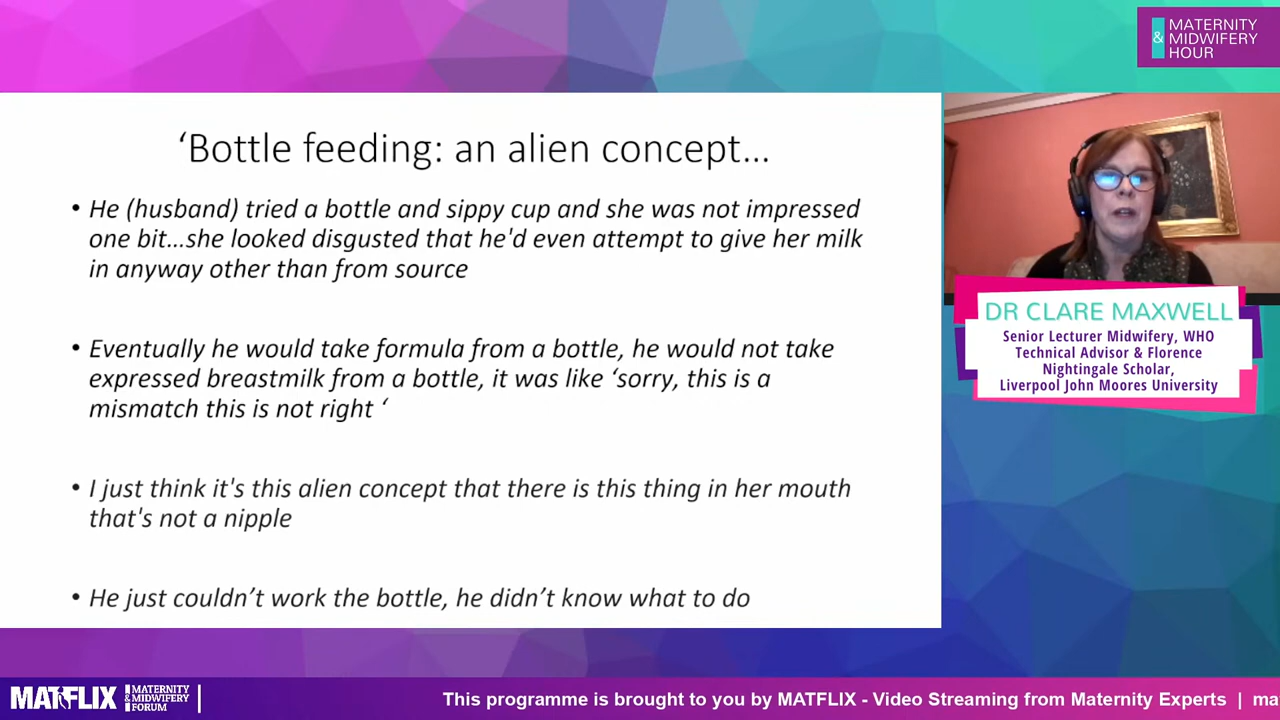 MATERNITY
& MIDWIFERY
HOUR
‘Bottle feeding: an alien concept…
• He (husband) tried a bottle and sippy cup and she was not impressed
one bit…she looked disgusted that he'd even attempt to give her milk
in anyway other than from source
• Eventually he would take formula from a bottle, he would not take
expressed breastmilk from a bottle, it was like ‘sorry, this is a
mismatch this is not right ‘
• I just think it's this alien concept that there is this thing in her mouth
that's not a nipple
• He just couldn’t work the bottle, he didn’t know what to do
DR CLARE MAXWELL
Senior Lecturer Midwifery, WHO
Technical Advisor & Florence
Nightingale Scholar,
Liverpool John Moores University
MATFLIX
MATERNITY
& MIDWIFERY
FORUM
This programme is brought to you by MATFLIX - Video Streaming from Maternity Experts | ma